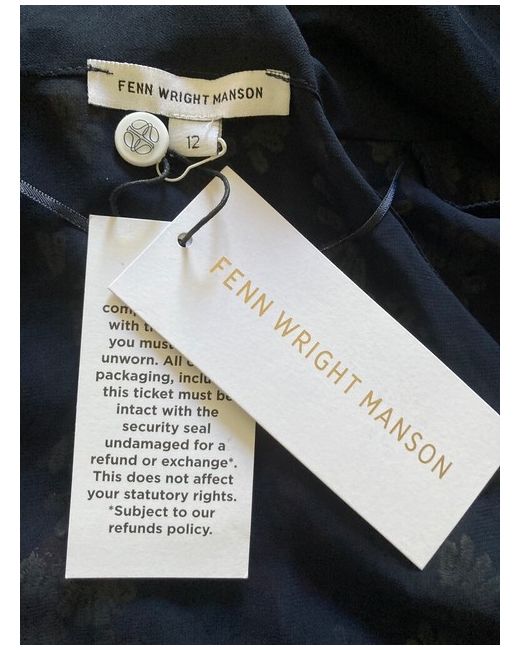 FENN WRIGHT MANSON
12
FENN WRIGHT MANSON
with
you must
unworn. All
packaging,
this ticket must be
intact with the
security seal
undamaged for a
refund or exchange*.
This does not affect
your statutory rights.
*Subject to our
refunds policy.